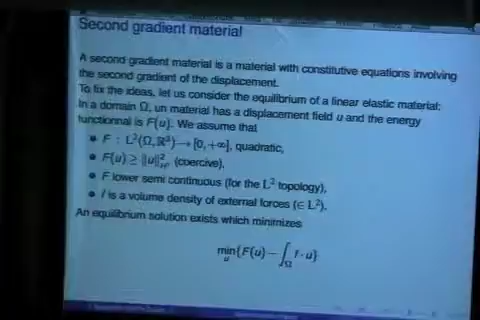 Second gradient material
A second gradient material is a material with constitutive equations involving
the second gradient of the displacement.
To fix the ideas, let us consider the equilibrium of a linear elastic material:
In a domain Ω, un material has a displacement field u and the energy
functionnal is F(u). We assume that
• F : L²(Ω,R³)→[0,+∞], quadratic,
• F(u) ≥ ||u||² (coercive),
• F lower semi continuous (for the L² topology),
• f is a volume density of external forces (∈ L²).
An equilibrium solution exists which minimizes
min{F(u) − ∫ f · u}
u Ω